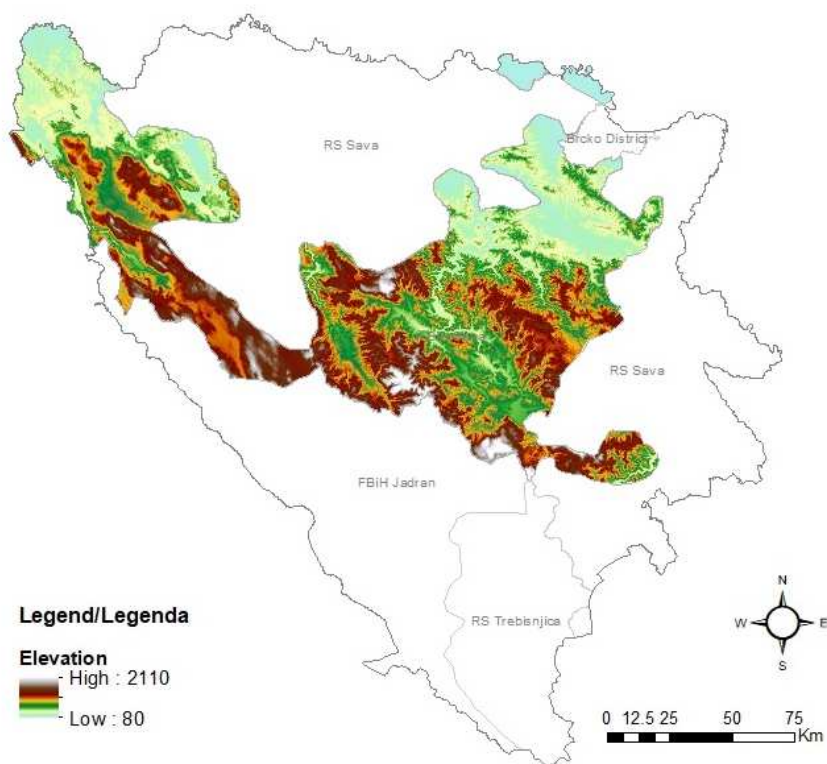 RS Sava
Brcko District
RS Sava
FBiH Jadran
RS Trebisnjica
Legend/Legenda
Elevation
High : 2110
Low : 80
N
W E
S
0 12.5 25 50 75
Km